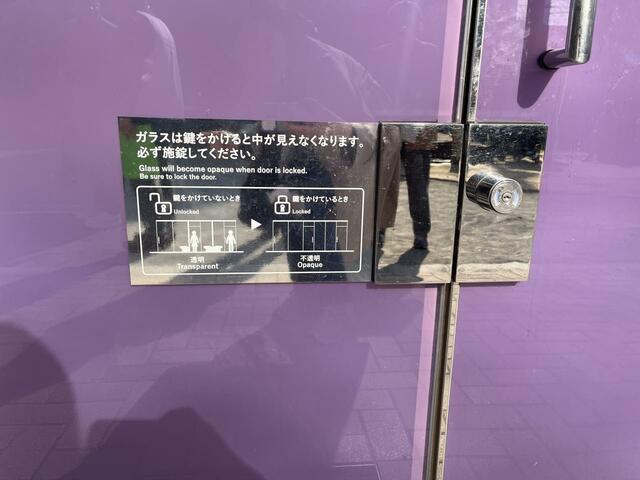 ガラスは鍵をかけると中が見えなくなります。
必ず施錠してください。
Glass will become opaque when door is locked.
Be sure to lock the door.
鍵をかけていないとき
Unlocked
鍵をかけているとき
Locked
透明
Transparent
不透明
Opaque